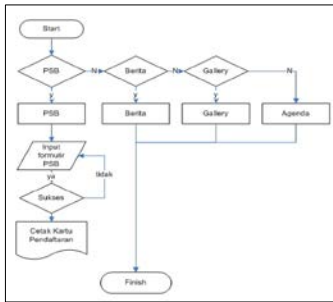 Start
PSB
N
Berita
N
Gallery
N
y
y
y
PSB
Berita
Gallery
Agenda
Input
formulir
PSB
ya
tidak
Sukses
Cetak Kartu
Pendaftaran
Finish